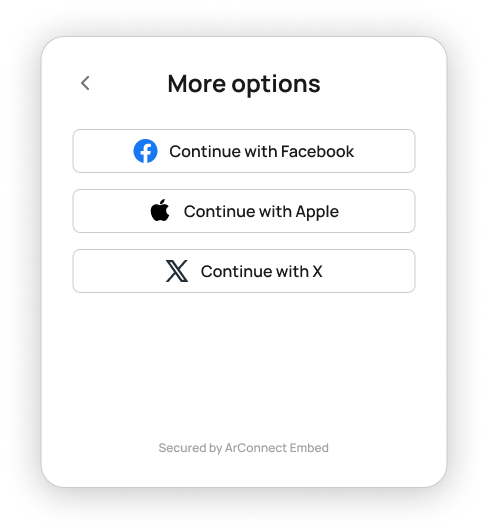 More options
Continue with Facebook
Continue with Apple
Continue with X
Secured by ArConnect Embed